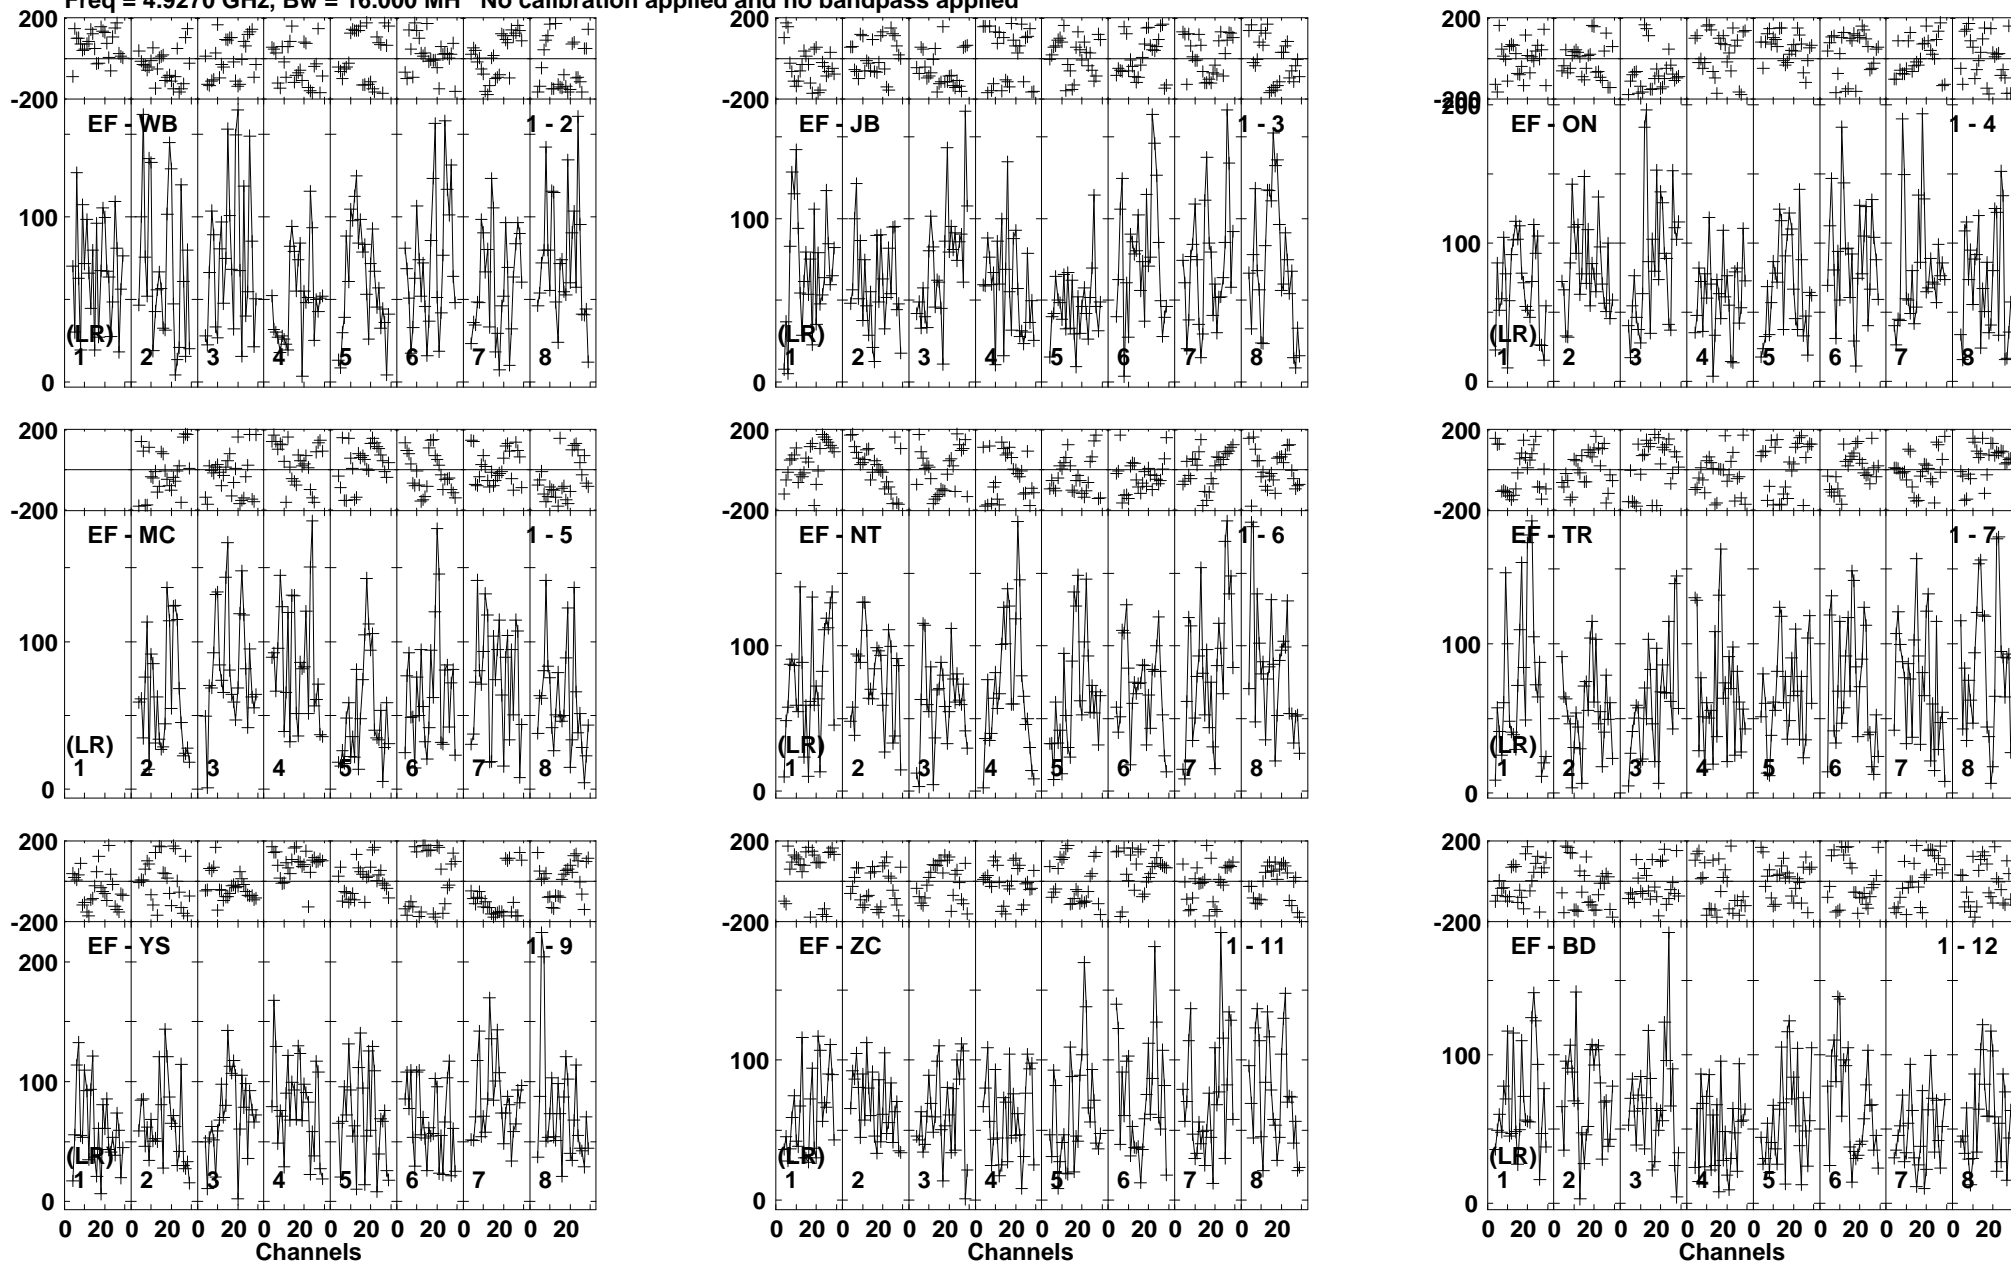 Freq = 4.9270 GHz, Bw = 16.000 MH No calibration applied and no bandpass applied
200 200 200
-200 -200 -200
200
EF - WB 1 - 2 EF - JB 1 - 3 EF - ON 1 - 4
100 100 100
(LR) (LR) (LR)
1 2 3 4 5 6 7 8 1 2 3 4 5 6 7 8 1 2 3 4 5 6 7 8
0 0 0
200 200 200
-200 -200 -200
EF - MC 1 - 5 EF - NT 1 - 6 EF - TR 1 - 7
100 100 100
(LR) (LR) (LR)
1 2 3 4 5 6 7 8 1 2 3 4 5 6 7 8 1 2 3 4 5 6 7 8
0 0 0
200 200 200
-200 -200 -200
EF - YS 1 - 9 EF - ZC 1 - 11 EF - BD 1 - 12
200
100 100 100
(LR) (LR) (LR)
1 2 3 4 5 6 7 8 1 2 3 4 5 6 7 8 1 2 3 4 5 6 7 8
0 0 0
0 20 0 20 0 20 0 20 0 20 0 20 0 20 0 20 0 20 0 20 0 20 0 20 0 20 0 20 0 20 0 20 0 20 0 20 0 20 0 20 0 20 0 20 0 20 0 20
Channels Channels Channels